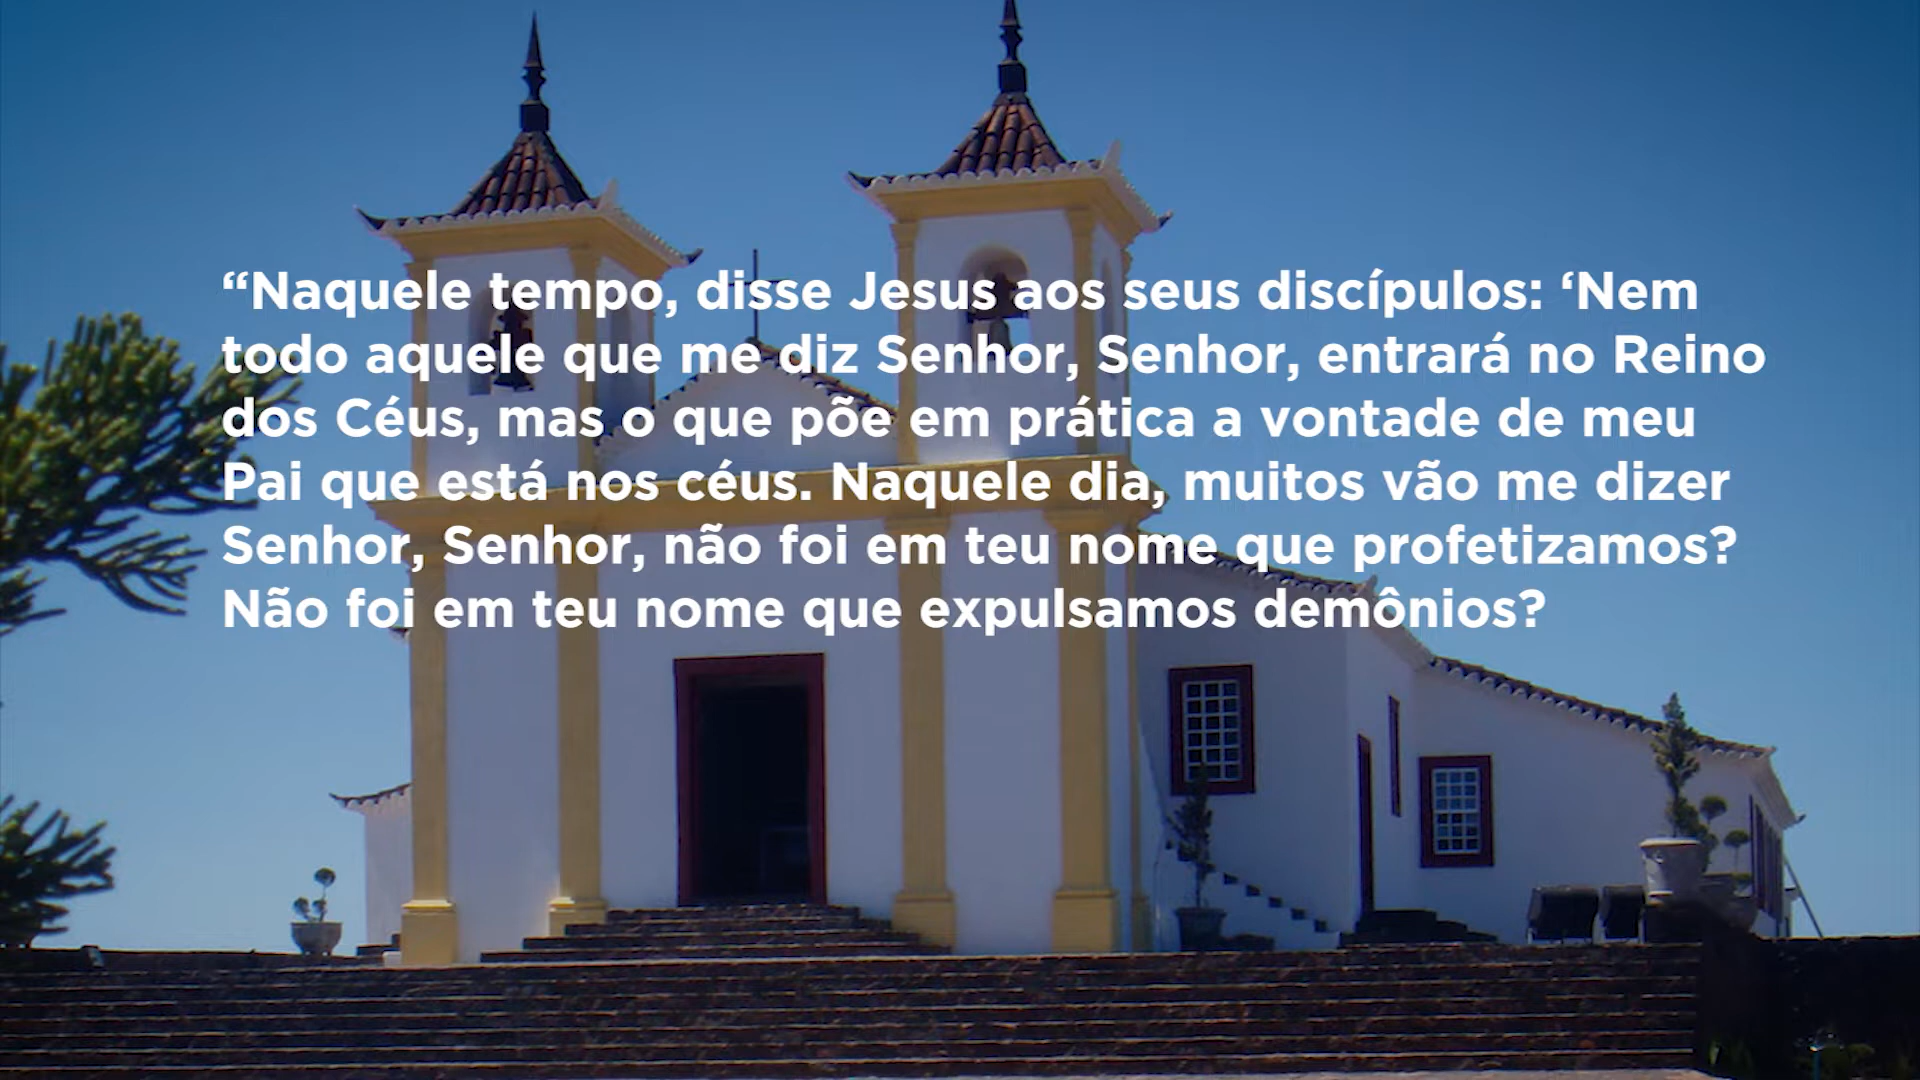 “Naquele tempo, disse Jesus aos seus discípulos: ‘Nem
todo aquele que me diz Senhor, Senhor, entrará no Reino
dos Céus, mas o que põe em prática a vontade de meu
Pai que está nos céus. Naquele dia, muitos vão me dizer
Senhor, Senhor, não foi em teu nome que profetizamos?
Não foi em teu nome que expulsamos demônios?